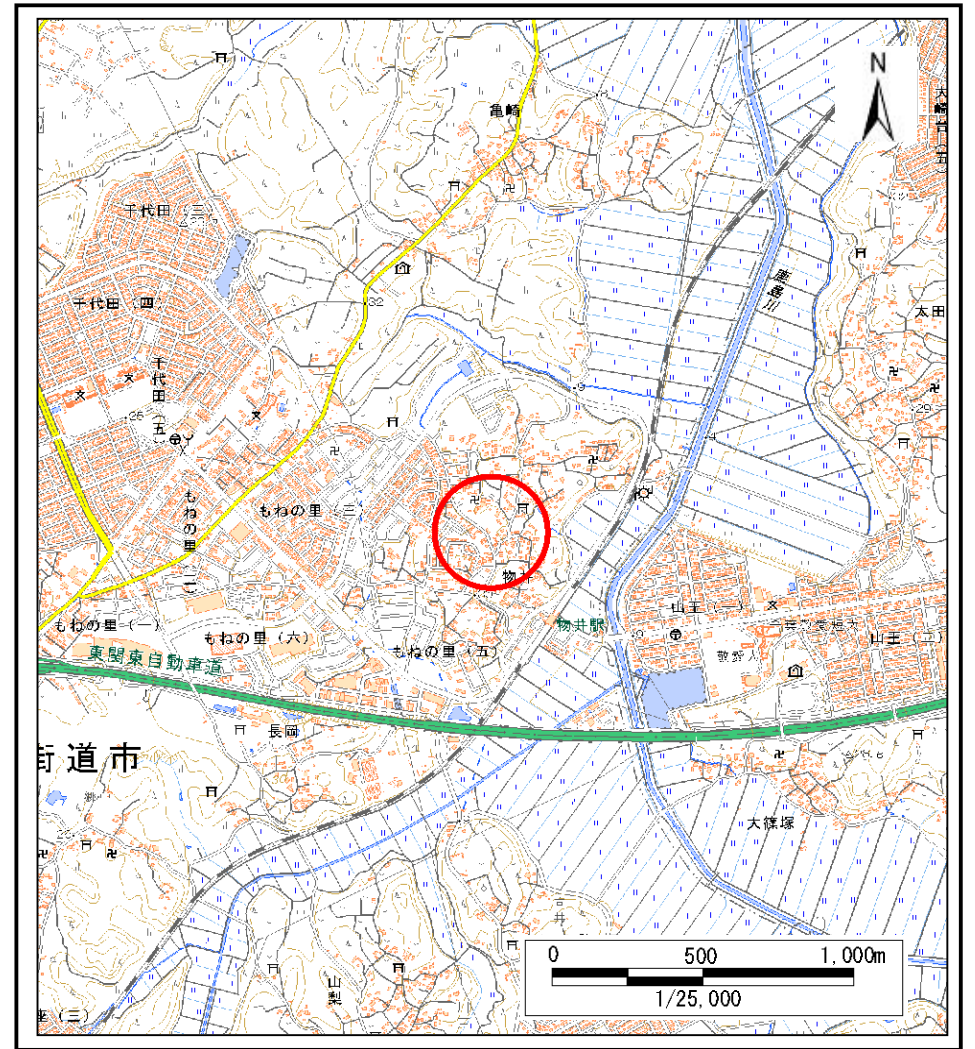 N
亀崎
大崎台(五)
千代田(三)
鹿島川
千代田(四)
32
太田
千代田(五)
29
もねの里(三)
もねの里(二)
物井
山王(一)
もねの里(一)
もねの里(六)
物井駅
もねの里(五)
敬愛大
山王(二)
東関東自動車道
長岡
街道市
大篠塚
山梨
0 500 1,000m
1/25,000